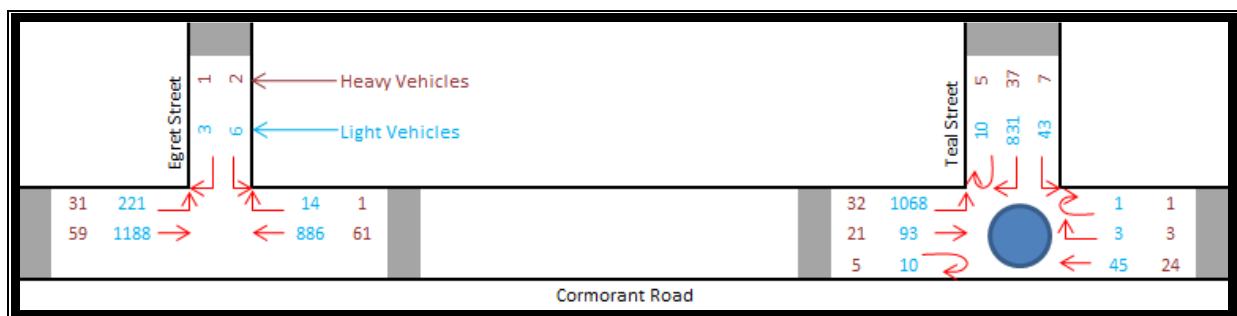 Egret Street
1 2
Heavy Vehicles
3 6
Light Vehicles
Teal Street
5 37 7
10 831 43
31 221
14 1
59 1188
886 61
32 1068
1 1
21 93
3 3
5 10
45 24
Cormorant Road